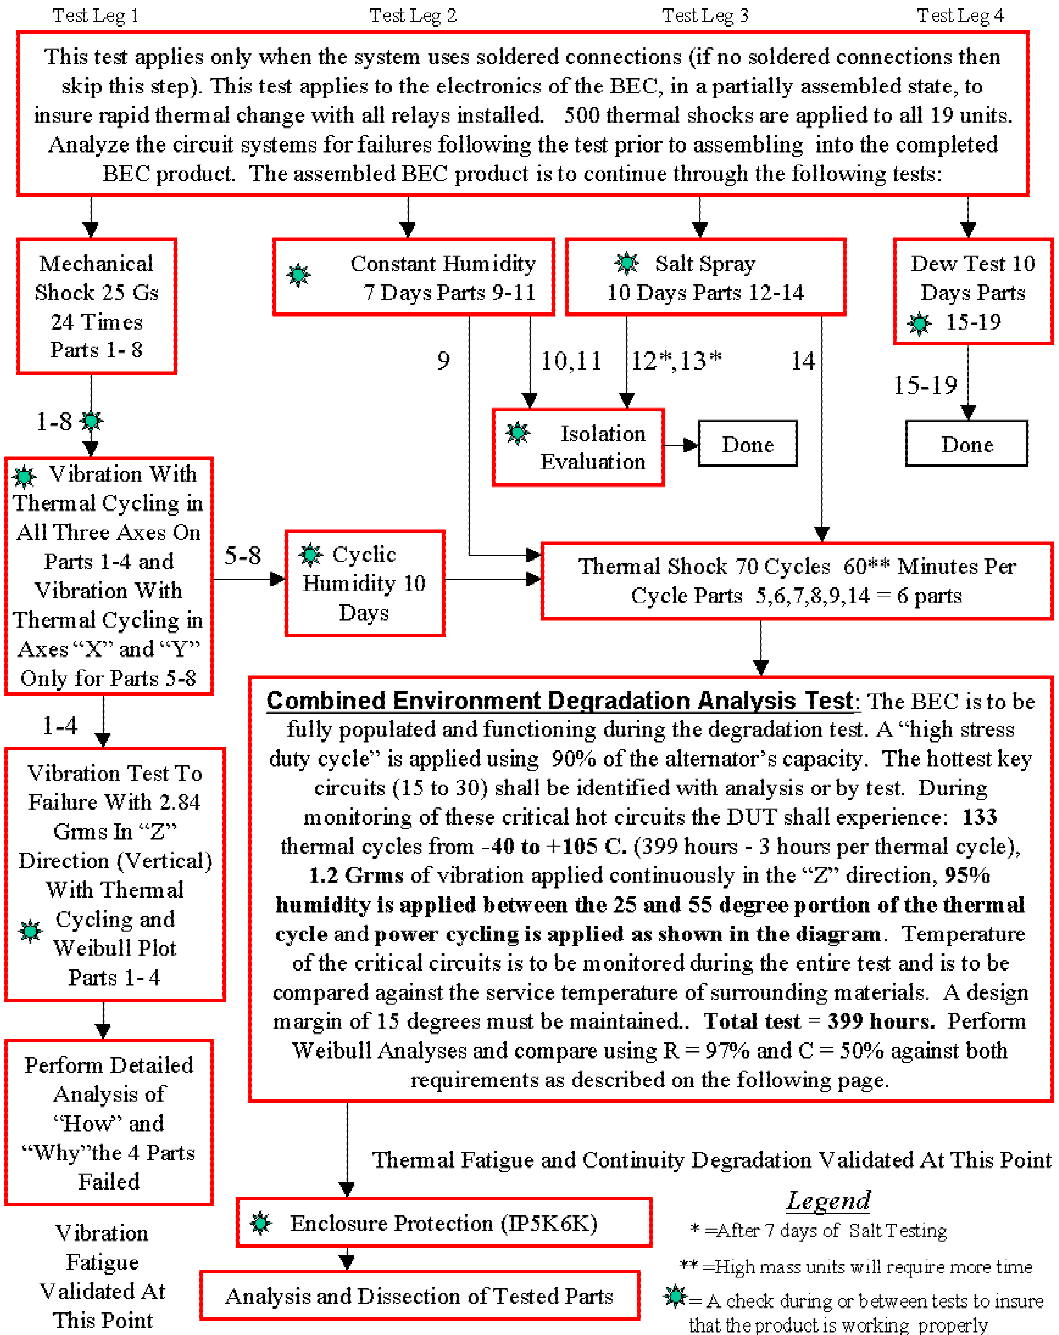 Test Leg 1
Test Leg 2
Test Leg 3
Test Leg 4
This test applies only when the system uses soldered connections (if no soldered connections then
skip this step). This test applies to the electronics of the BEC, in a partially assembled state, to
insure rapid thermal change with all relays installed. 500 thermal shocks are applied to all 19 units.
Analyze the circuit systems for failures following the test prior to assembling into the completed
BEC product. The assembled BEC product is to continue through the following tests:
Mechanical
Shock 25 Gs
24 Times
Parts 1- 8
Constant Humidity
7 Days Parts 9-11
Salt Spray
10 Days Parts 12-14
Dew Test 10
Days Parts
15-19
9
10,11
12*,13*
14
15-19
1-8
Isolation
Evaluation
Done
Done
Vibration With
Thermal Cycling in
All Three Axes On
Parts 1-4 and
Vibration With
Thermal Cycling in
Axes “X” and “Y”
Only for Parts 5-8
5-8
Cyclic
Humidity 10
Days
Thermal Shock 70 Cycles 60** Minutes Per
Cycle Parts 5,6,7,8,9,14 = 6 parts
1-4
Vibration Test To
Failure With 2.84
Grms In “Z”
Direction (Vertical)
With Thermal
Cycling and
Weibull Plot
Parts 1- 4
Combined Environment Degradation Analysis Test: The BEC is to be
fully populated and functioning during the degradation test. A “high stress
duty cycle” is applied using 90% of the alternator’s capacity. The hottest key
circuits (15 to 30) shall be identified with analysis or by test. During
monitoring of these critical hot circuits the DUT shall experience: 133
thermal cycles from -40 to +105 C. (399 hours - 3 hours per thermal cycle),
1.2 Grms of vibration applied continuously in the “Z” direction, 95%
humidity is applied between the 25 and 55 degree portion of the thermal
cycle and power cycling is applied as shown in the diagram. Temperature
of the critical circuits is to be monitored during the entire test and is to be
compared against the service temperature of surrounding materials. A design
margin of 15 degrees must be maintained.. Total test = 399 hours. Perform
Weibull Analyses and compare using R = 97% and C = 50% against both
requirements as described on the following page.
Perform Detailed
Analysis of
“How” and
“Why”the 4 Parts
Failed
Vibration
Fatigue
Validated At
This Point
Thermal Fatigue and Continuity Degradation Validated At This Point
Enclosure Protection (IP5K6K)
Analysis and Dissection of Tested Parts
Legend
* =After 7 days of Salt Testing
** =High mass units will require more time
= A check during or between tests to insure
that the product is working properly